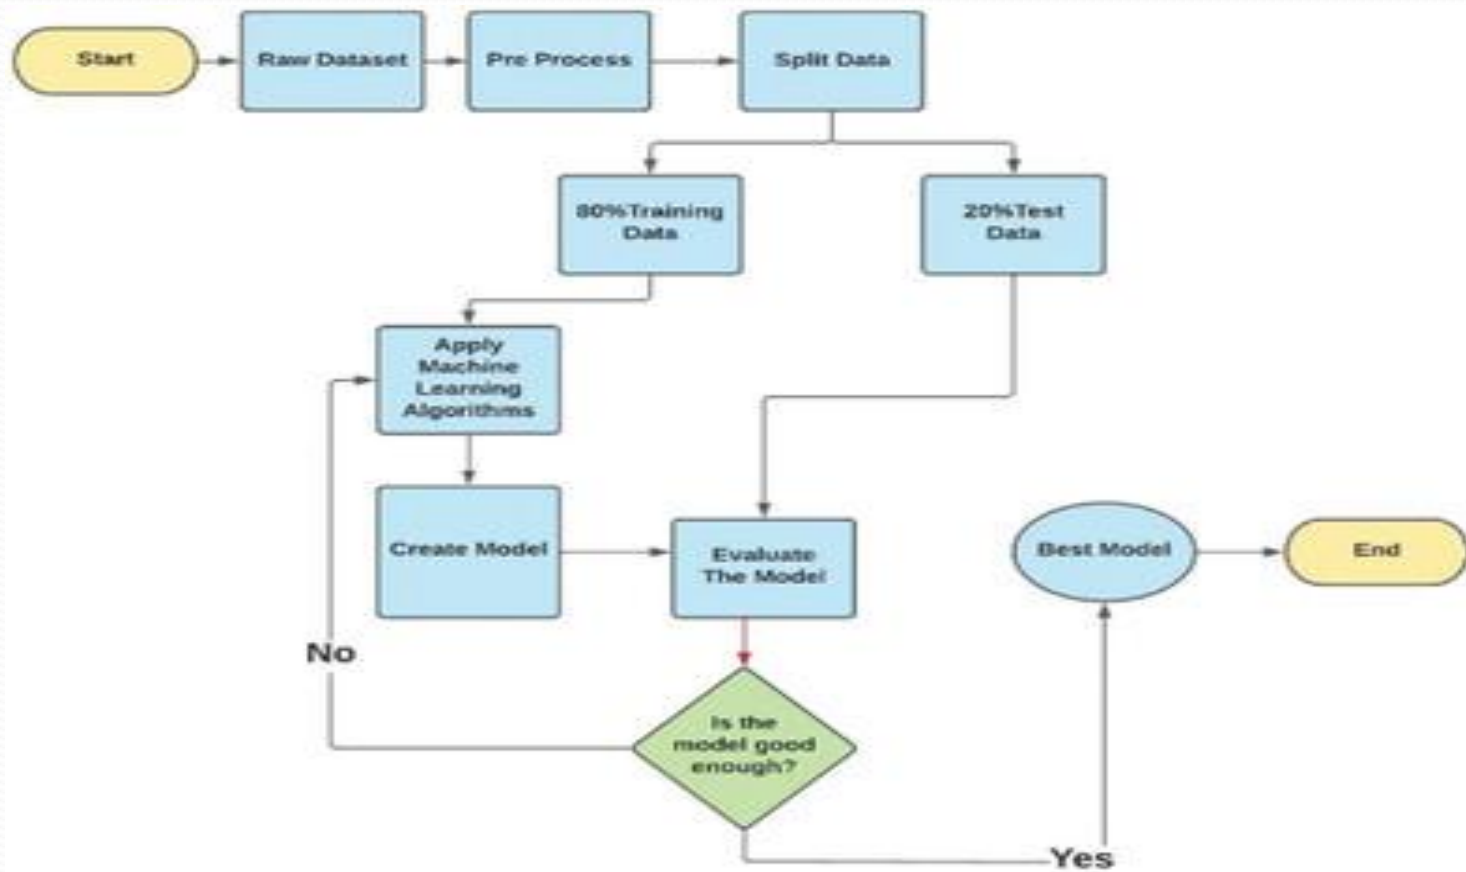 Start
Raw Dataset
Pre Process
Split Data
80%Training
Data
20%Test
Data
Apply
Machine
Learning
Algorithms
Create Model
Evaluate
The Model
Best Model
End
No
Is the
model good
enough?
Yes